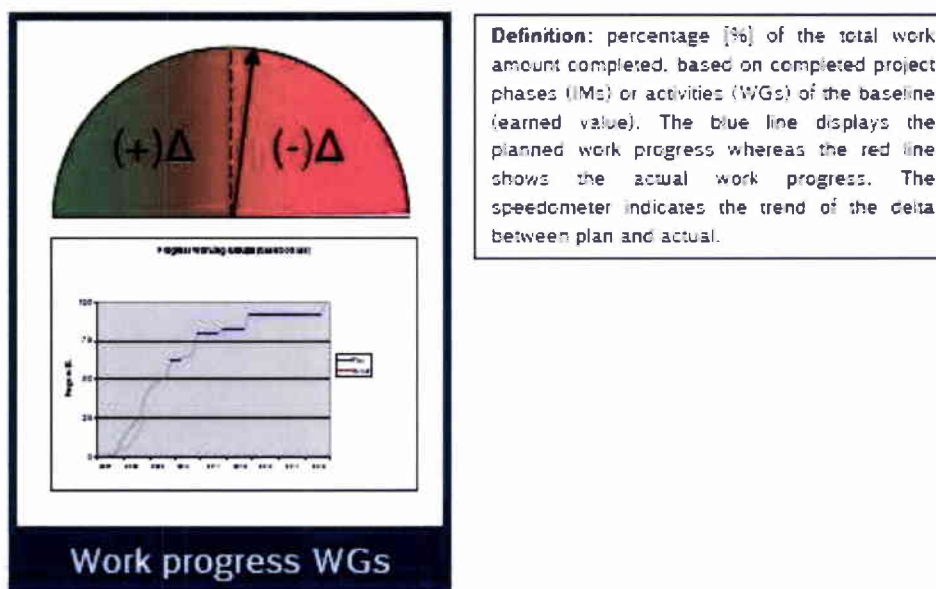 (+)Δ (-)Δ
100
75
50
25
0
Work progress WGs
Definition: percentage [%] of the total work
amount completed, based on completed project
phases (IMs) or activities (WGs) of the baseline
(earned value). The blue line displays the
planned work progress whereas the red line
shows the actual work progress. The
speedometer indicates the trend of the delta
between plan and actual.